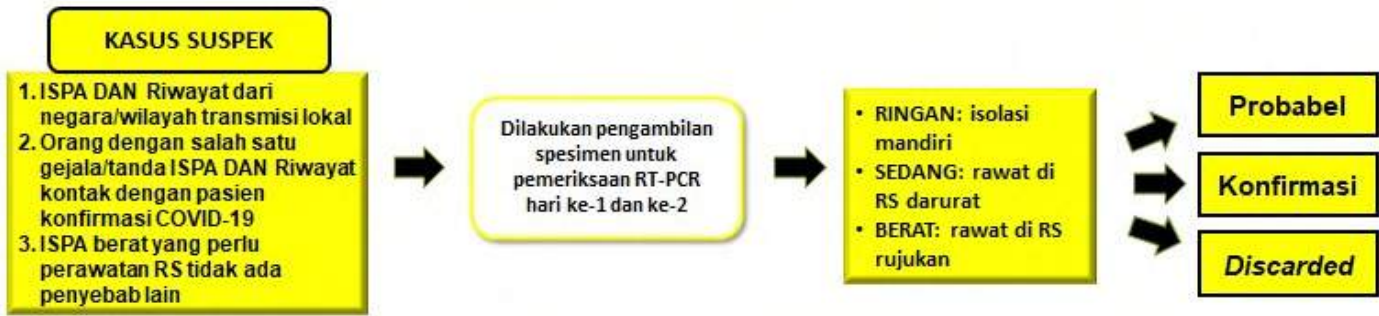 KASUS SUSPEK
1. ISPA DAN Riwayat dari
negara/wilayah transmisi lokal
2. Orang dengan salah satu
gejala/tanda ISPA DAN Riwayat
kontak dengan pasien
konfirmasi COVID-19
3. ISPA berat yang perlu
perawatan RS tidak ada
penyebab lain
Dilakukan pengambilan
spesimen untuk
pemeriksaan RT-PCR
hari ke-1 dan ke-2
• RINGAN: isolasi
mandiri
• SEDANG: rawat di
RS darurat
• BERAT: rawat di RS
rujukan
Probabel
Konfirmasi
Discarded